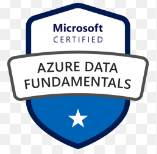 Microsoft
CERTIFIED
AZURE DATA
FUNDAMENTALS